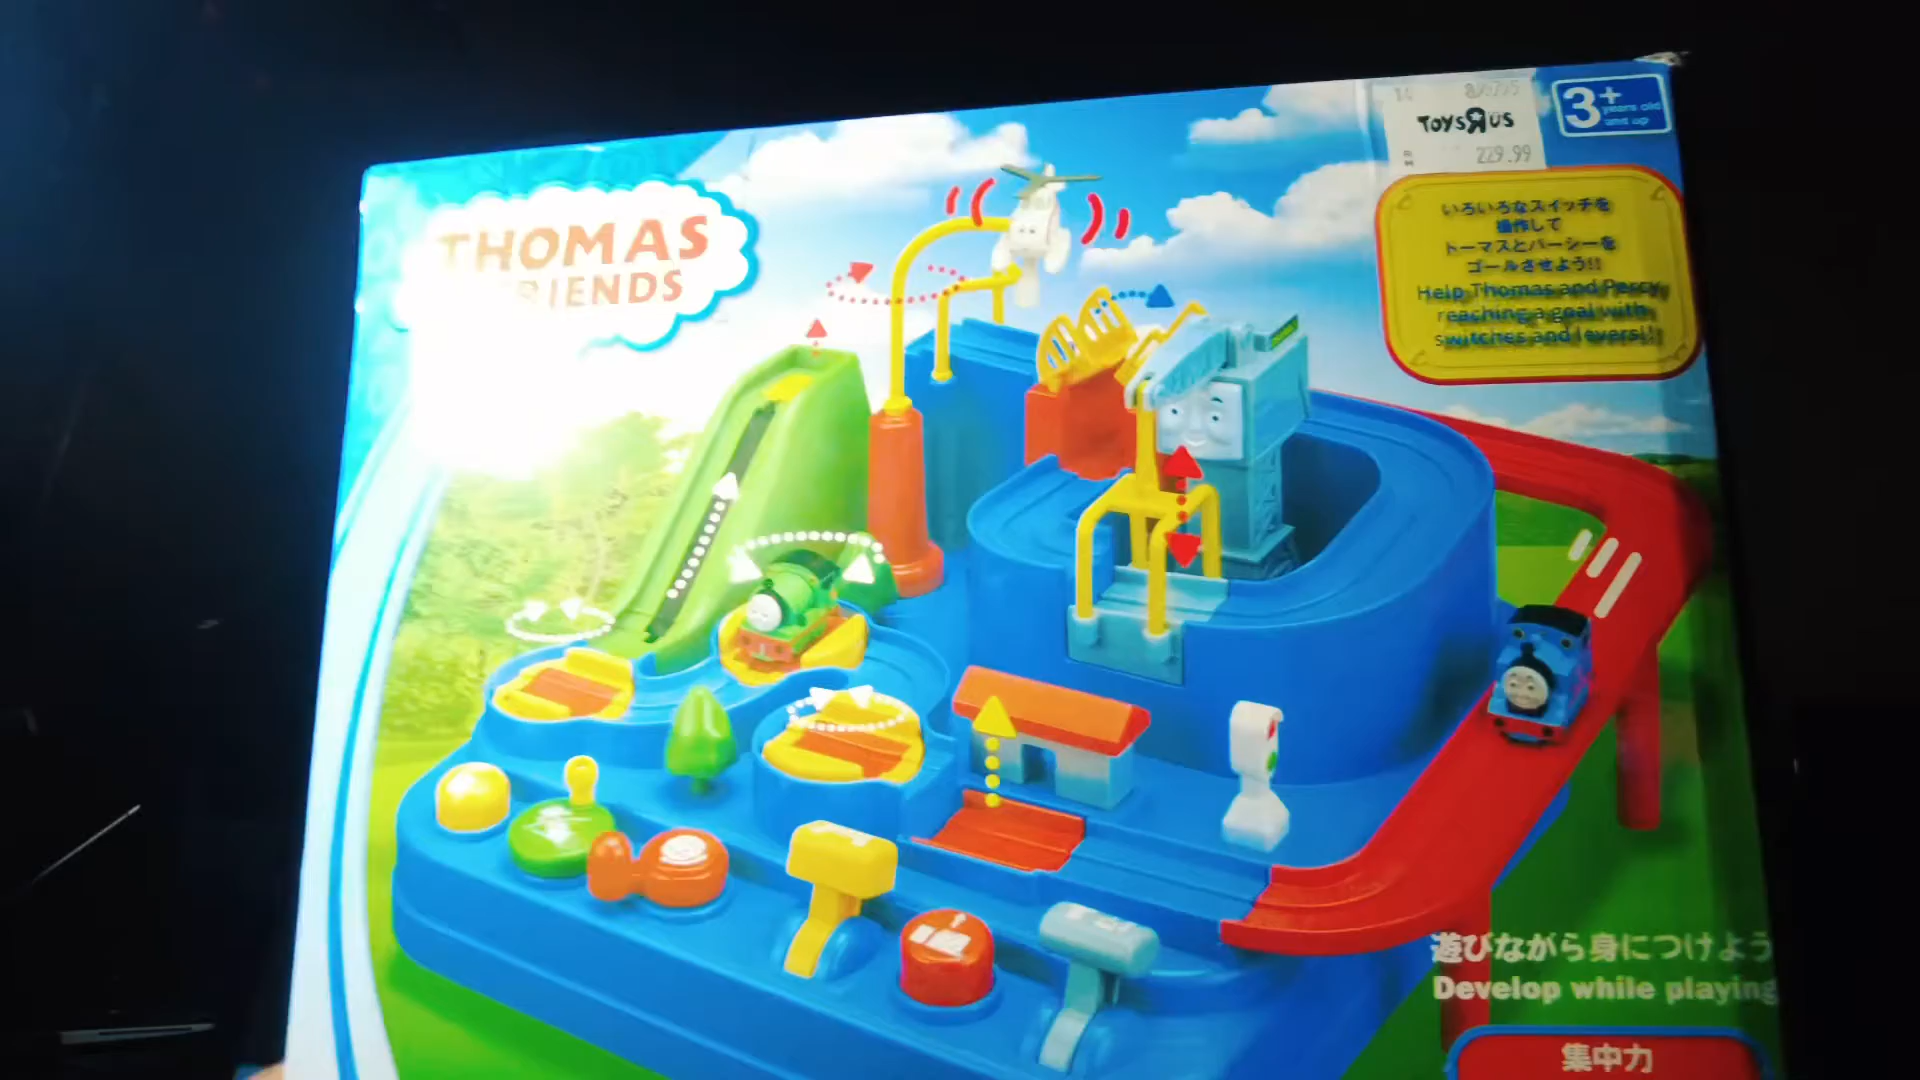 THOMAS
FRIENDS
TOYSRUS
RM 229.99
3+
years old
and up
いろいろなスイッチを
操作して
トーマスとパーシーを
ゴールさせよう!!
Help Thomas and Percy
reaching a goal with
switches and levers!!
遊びながら身につけよう
Develop while playing
集中力